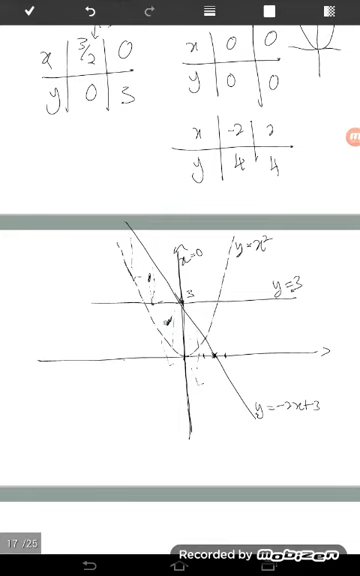 x 3/2 0
y 0 3
x 0 0
y 0 0
x -2 2
y 4 4
x=0
y=x²
3
y=3
y=-2x+3
17 /25
Recorded by Mobizen